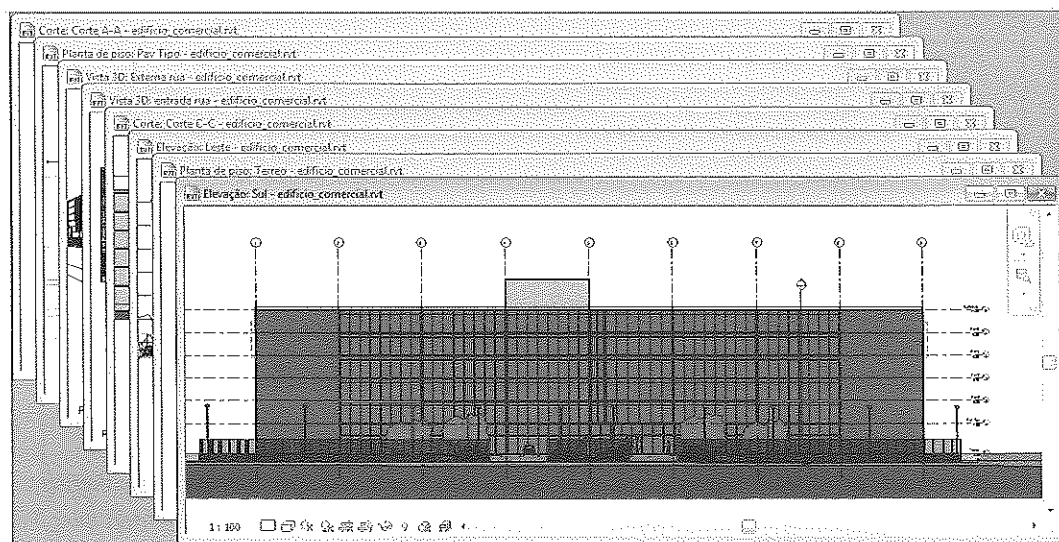 Corte: Corte A-A - edificio_comercial.rvt
Planta de piso: Pav Tipo - edificio_comercial.rvt
Vista 3D: Externa rua - edificio_comercial.rvt
Vista 3D: entrada rua - edificio_comercial.rvt
Corte: Corte C-C - edificio_comercial.rvt
Elevação: Leste - edificio_comercial.rvt
Planta de piso: Terreo - edificio_comercial.rvt
Elevação: Sul - edificio_comercial.rvt
1 : 100